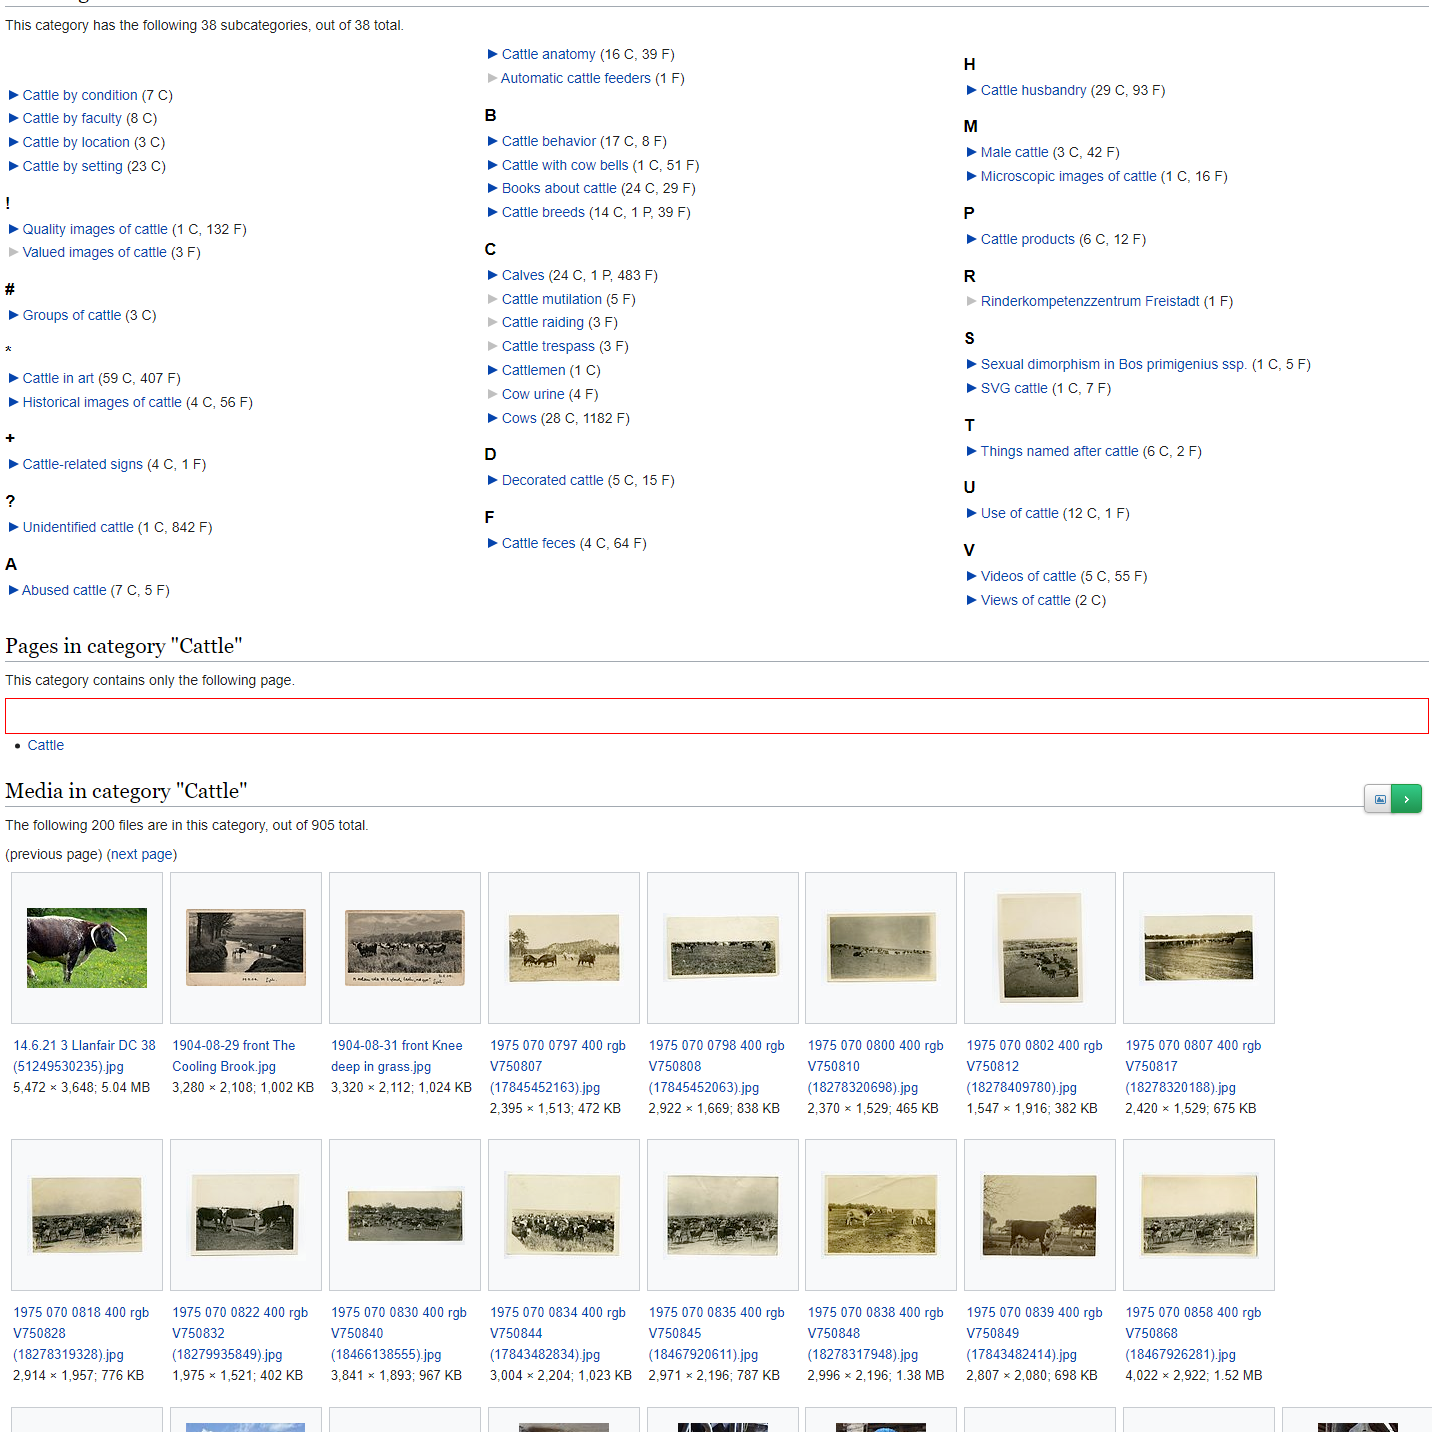 This category has the following 38 subcategories, out of 38 total.
Cattle by condition (7 C)
Cattle by faculty (8 C)
Cattle by location (3 C)
Cattle by setting (23 C)
!
Quality images of cattle (1 C, 132 F)
Valued images of cattle (3 F)
#
Groups of cattle (3 C)
*
Cattle in art (59 C, 407 F)
Historical images of cattle (4 C, 56 F)
+
Cattle-related signs (4 C, 1 F)
?
Unidentified cattle (1 C, 842 F)
A
Abused cattle (7 C, 5 F)
Cattle anatomy (16 C, 39 F)
Automatic cattle feeders (1 F)
B
Cattle behavior (17 C, 8 F)
Cattle with cow bells (1 C, 51 F)
Books about cattle (24 C, 29 F)
Cattle breeds (14 C, 1 P, 39 F)
C
Calves (24 C, 1 P, 483 F)
Cattle mutilation (5 F)
Cattle raiding (3 F)
Cattle trespass (3 F)
Cattlemen (1 C)
Cow urine (4 F)
Cows (28 C, 1182 F)
D
Decorated cattle (5 C, 15 F)
F
Cattle feces (4 C, 64 F)
H
Cattle husbandry (29 C, 93 F)
M
Male cattle (3 C, 42 F)
Microscopic images of cattle (1 C, 16 F)
P
Cattle products (6 C, 12 F)
R
Rinderkompetenzzentrum Freistadt (1 F)
S
Sexual dimorphism in Bos primigenius ssp. (1 C, 5 F)
SVG cattle (1 C, 7 F)
T
Things named after cattle (6 C, 2 F)
U
Use of cattle (12 C, 1 F)
V
Videos of cattle (5 C, 55 F)
Views of cattle (2 C)
Pages in category "Cattle"
This category contains only the following page.
• Cattle
Media in category "Cattle"
The following 200 files are in this category, out of 905 total.
(previous page) (next page)
14.6.21 3 Llanfair DC 38
(51249530235).jpg
5,472 × 3,648; 5.04 MB
1904-08-29 front The
Cooling Brook.jpg
3,280 × 2,108; 1,002 KB
1904-08-31 front Knee
deep in grass.jpg
3,320 × 2,112; 1,024 KB
1975 070 0797 400 rgb
V750807
(17845452163).jpg
2,395 × 1,513; 472 KB
1975 070 0798 400 rgb
V750808
(17845452063).jpg
2,922 × 1,669; 838 KB
1975 070 0800 400 rgb
V750810
(18278320698).jpg
2,370 × 1,529; 465 KB
1975 070 0802 400 rgb
V750812
(18278409780).jpg
1,547 × 1,916; 382 KB
1975 070 0807 400 rgb
V750817
(18278320188).jpg
2,420 × 1,529; 675 KB
1975 070 0818 400 rgb
V750828
(18278319328).jpg
2,914 × 1,957; 776 KB
1975 070 0822 400 rgb
V750832
(18279935849).jpg
1,975 × 1,521; 402 KB
1975 070 0830 400 rgb
V750840
(18466138555).jpg
3,841 × 1,893; 967 KB
1975 070 0834 400 rgb
V750844
(17843482834).jpg
3,004 × 2,204; 1,023 KB
1975 070 0835 400 rgb
V750845
(18467920611).jpg
2,971 × 2,196; 787 KB
1975 070 0838 400 rgb
V750848
(18278317948).jpg
2,996 × 2,196; 1.38 MB
1975 070 0839 400 rgb
V750849
(17843482414).jpg
2,807 × 2,080; 698 KB
1975 070 0858 400 rgb
V750868
(18467926281).jpg
4,022 × 2,922; 1.52 MB